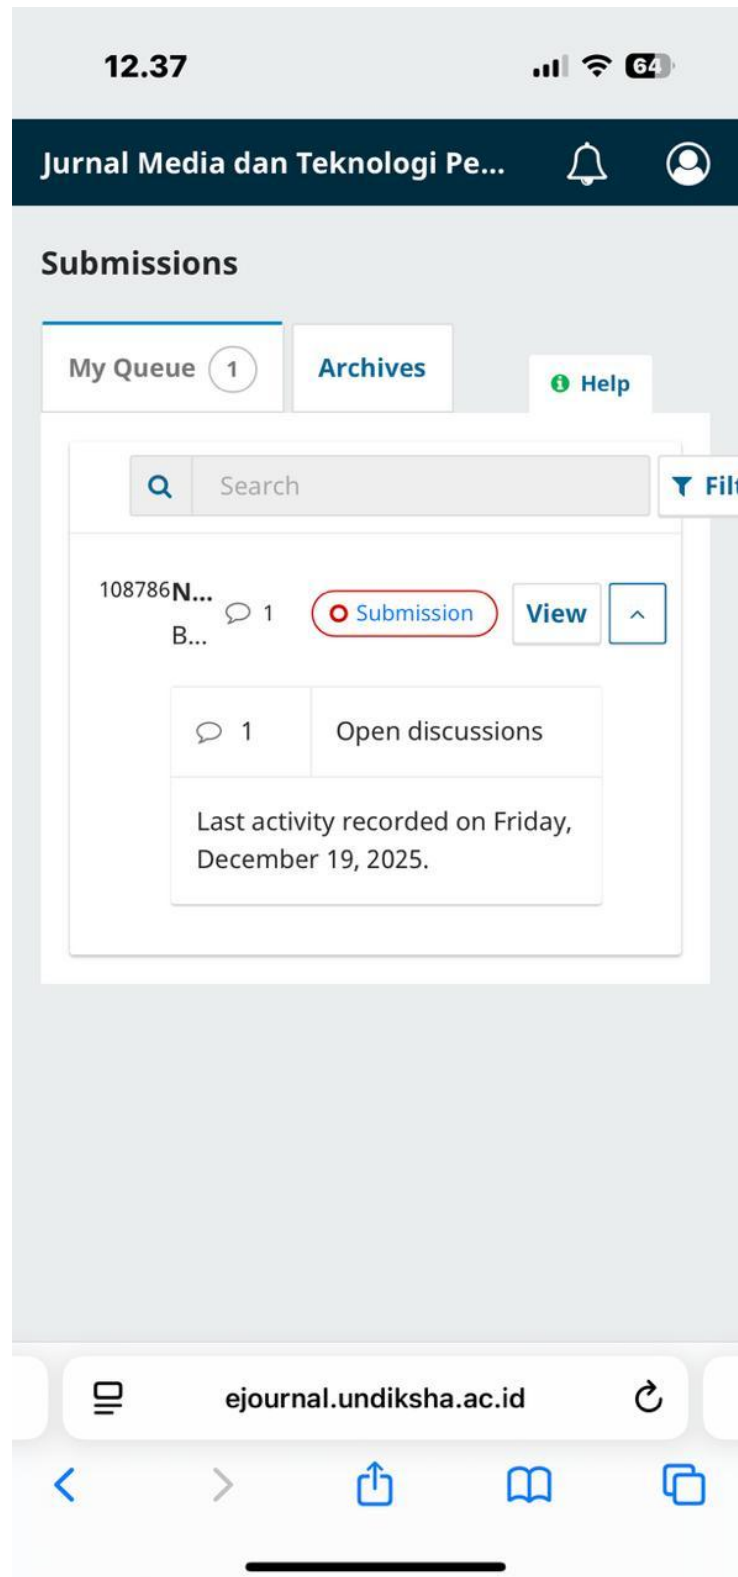 12.37
64
Jurnal Media dan Teknologi Pe...
Submissions
My Queue 1
Archives
Help
Search
Filt
108786 N...
B...
1
Submission
View
1
Open discussions
Last activity recorded on Friday,
December 19, 2025.
ejournal.undiksha.ac.id